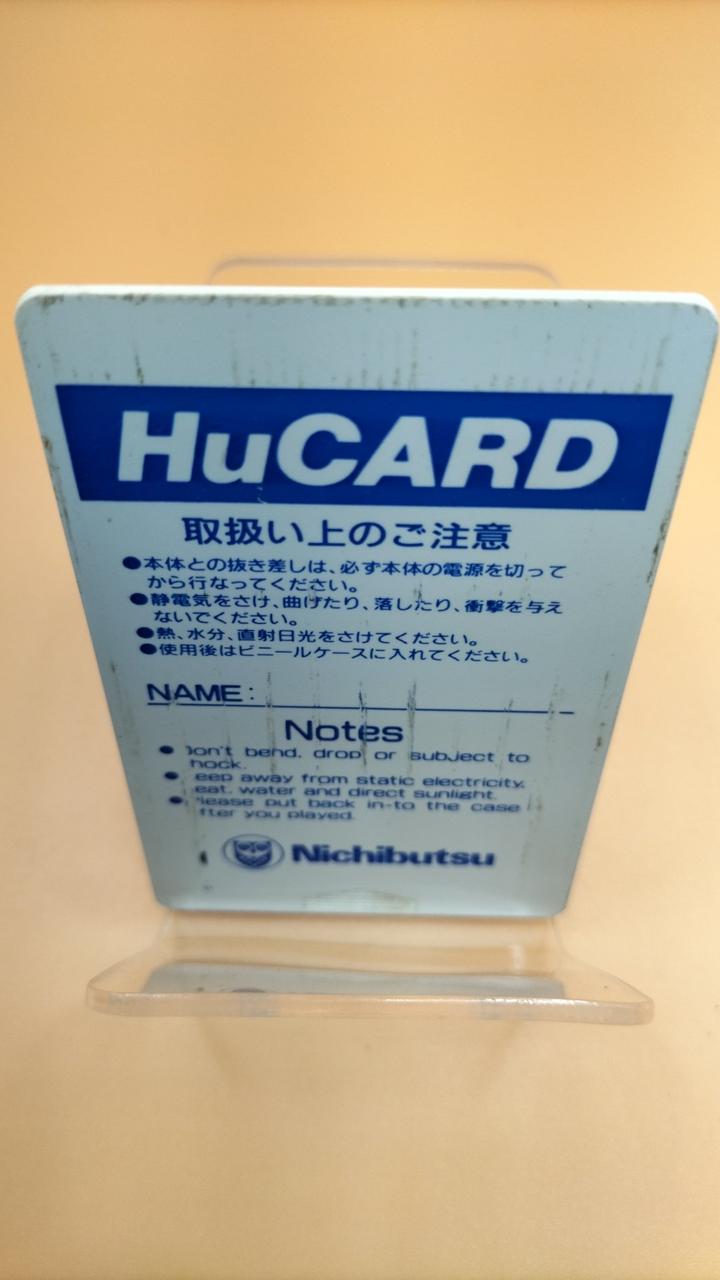 HuCARD
取扱い上のご注意
●本体との抜き差しは、必ず本体の電源を切って
から行なってください。
●静電気をさけ、曲げたり、落したり、衝撃を与え
ないでください。
●熱、水分、直射日光をさけてください。
●使用後はビニールケースに入れてください。
NAME:
Notes
● on't bend, drop or subject to
hock.
● eep away from static electricity,
eat, water and direct sunlight.
● lease put back in-to the case
fter you played.
Nichibutsu